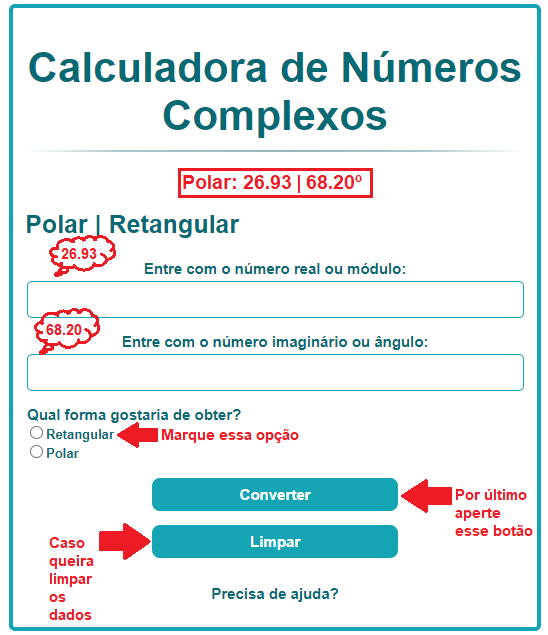 Calculadora de Números
Complexos
Polar: 26.93 | 68.20º
Polar | Retangular
26.93
Entre com o número real ou módulo:
68.20
Entre com o número imaginário ou ângulo:
Qual forma gostaria de obter?
Retangular
Marque essa opção
Polar
Converter
Por último
aperte
esse botão
Limpar
Caso
queira
limpar
os
dados
Precisa de ajuda?